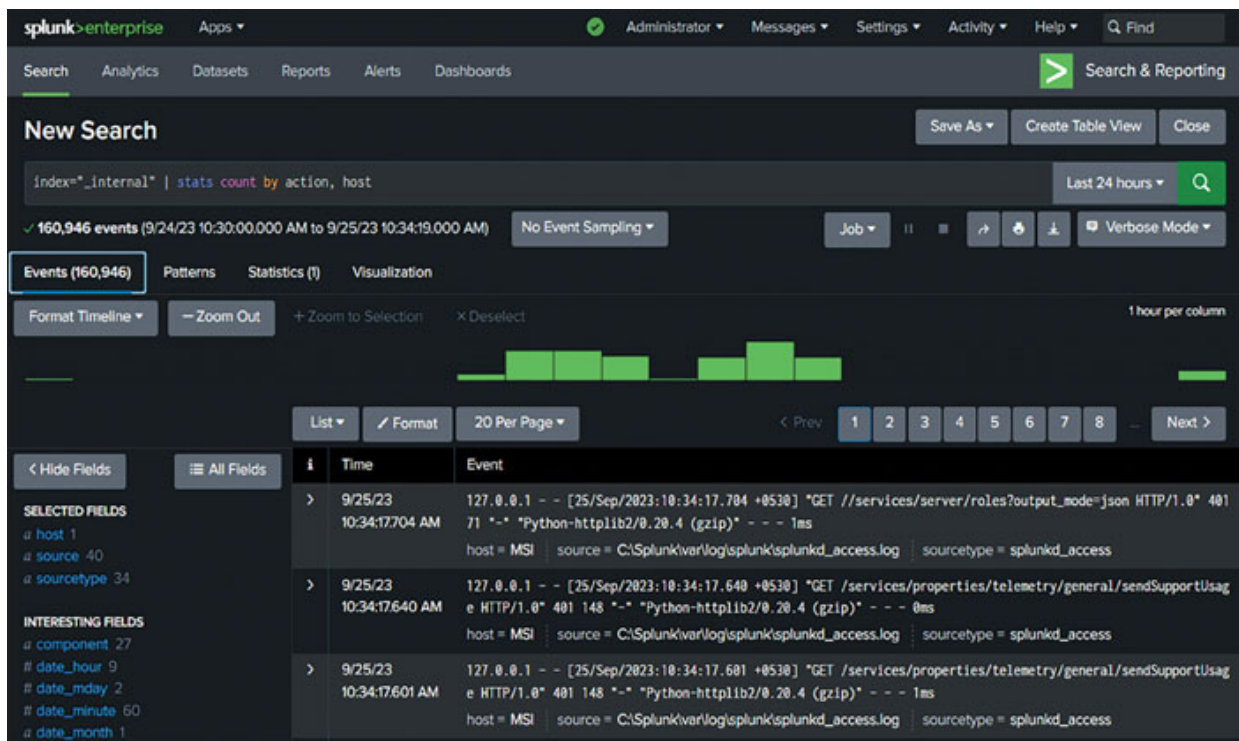 splunk>enterprise Apps Administrator Messages Settings Activity Help Find
Search Analytics Datasets Reports Alerts Dashboards Search & Reporting
New Search Save As Create Table View Close
index="_internal" | stats count by action, host Last 24 hours
160,946 events (9/24/23 10:30:00.000 AM to 9/25/23 10:34:19.000 AM) No Event Sampling Job Verbose Mode
Events (160,946) Patterns Statistics (1) Visualization
Format Timeline — Zoom Out + Zoom to Selection × Deselect 1 hour per column
List Format 20 Per Page < Prev 1 2 3 4 5 6 7 8 ... Next >
< Hide Fields All Fields i Time Event
SELECTED FIELDS
a host 1
a source 40
a sourcetype 34
INTERESTING FIELDS
a component 27
# date_hour 9
# date_mday 2
# date_minute 60
a date_month 1
> 9/25/23 127.0.0.1 - - [25/Sep/2023:10:34:17.704 +0530] "GET //services/server/roles?output_mode=json HTTP/1.0" 401
10:34:17.704 AM 71 "-" "Python-httplib2/0.20.4 (gzip)" - - - 1ms
host = MSI source = C:\Splunk\var\log\splunk\splunkd_access.log sourcetype = splunkd_access
> 9/25/23 127.0.0.1 - - [25/Sep/2023:10:34:17.640 +0530] "GET /services/properties/telemetry/general/sendSupportUsag
10:34:17.640 AM e HTTP/1.0" 401 148 "-" "Python-httplib2/0.20.4 (gzip)" - - - 0ms
host = MSI source = C:\Splunk\var\log\splunk\splunkd_access.log sourcetype = splunkd_access
> 9/25/23 127.0.0.1 - - [25/Sep/2023:10:34:17.601 +0530] "GET /services/properties/telemetry/general/sendSupportUsag
10:34:17.601 AM e HTTP/1.0" 401 148 "-" "Python-httplib2/0.20.4 (gzip)" - - - 1ms
host = MSI source = C:\Splunk\var\log\splunk\splunkd_access.log sourcetype = splunkd_access